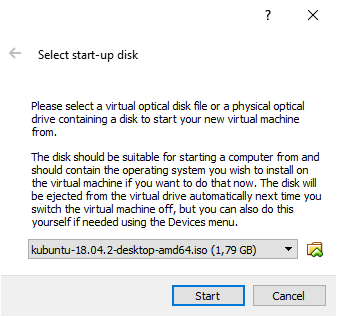 ?
Select start-up disk
Please select a virtual optical disk file or a physical optical
drive containing a disk to start your new virtual machine
from.
The disk should be suitable for starting a computer from and
should contain the operating system you wish to install on
the virtual machine if you want to do that now. The disk will
be ejected from the virtual drive automatically next time you
switch the virtual machine off, but you can also do this
yourself if needed using the Devices menu.
kubuntu-18.04.2-desktop-amd64.iso (1,79 GB)
Start
Cancel